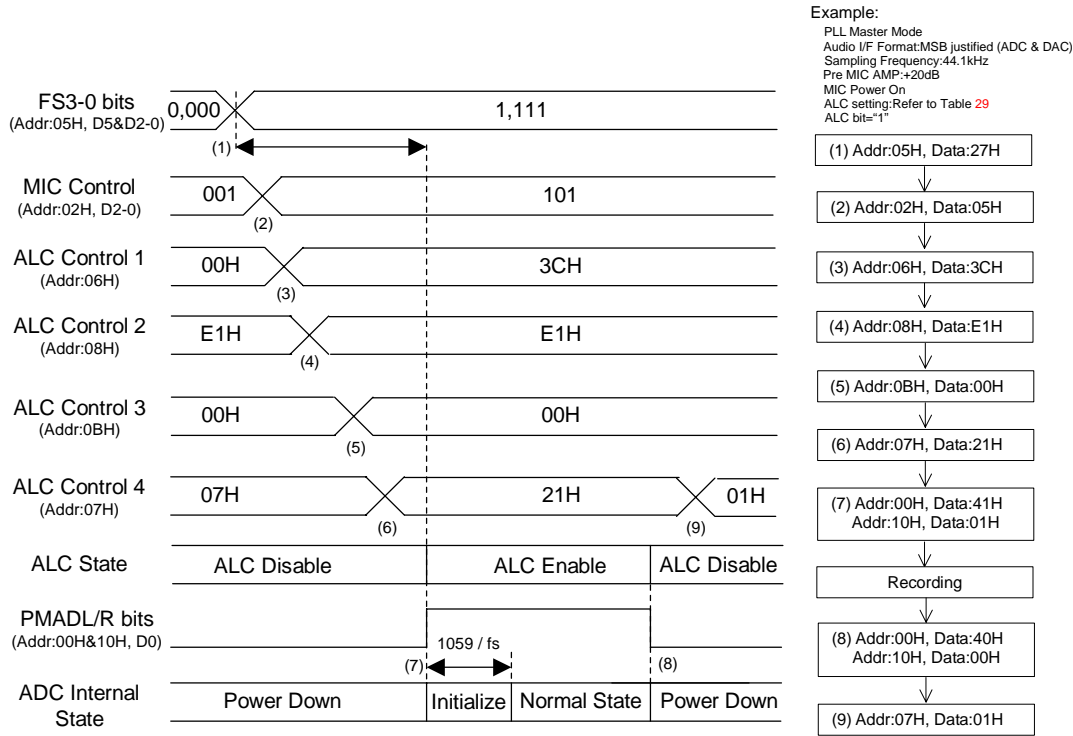 Example:
PLL Master Mode
Audio I/F Format:MSB justified (ADC & DAC)
Sampling Frequency:44.1kHz
Pre MIC AMP:+20dB
MIC Power On
ALC setting:Refer to Table 29
ALC bit="1"
FS3-0 bits
(Addr:05H, D5&D2-0)
0,000
1,111
(1)
MIC Control
(Addr:02H, D2-0)
001
101
(2)
ALC Control 1
(Addr:06H)
00H
3CH
(3)
ALC Control 2
(Addr:08H)
E1H
E1H
(4)
ALC Control 3
(Addr:0BH)
00H
00H
(5)
ALC Control 4
(Addr:07H)
07H
21H
01H
(6)
(9)
ALC State
ALC Disable
ALC Enable
ALC Disable
PMADL/R bits
(Addr:00H&10H, D0)
1059 / fs
(7)
(8)
ADC Internal
State
Power Down
Initialize
Normal State
Power Down
(1) Addr:05H, Data:27H
(2) Addr:02H, Data:05H
(3) Addr:06H, Data:3CH
(4) Addr:08H, Data:E1H
(5) Addr:0BH, Data:00H
(6) Addr:07H, Data:21H
(7) Addr:00H, Data:41H
Addr:10H, Data:01H
Recording
(8) Addr:00H, Data:40H
Addr:10H, Data:00H
(9) Addr:07H, Data:01H